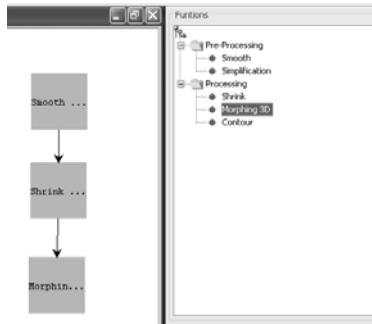 Smooth ...
Shrink ...
Morphin...
Funtions
Pre-Processing
Smooth
Simplification
Processing
Shrink
Morphing 3D
Contour